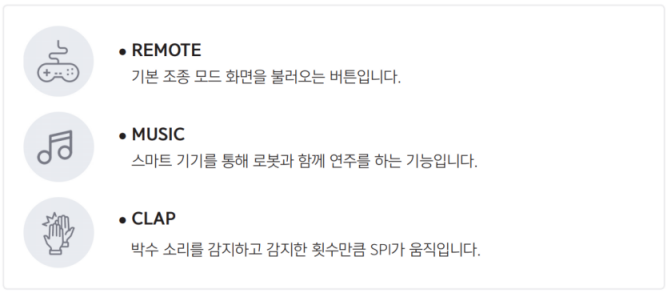 • REMOTE
기본 조종 모드 화면을 불러오는 버튼입니다.
• MUSIC
스마트 기기를 통해 로봇과 함께 연주를 하는 기능입니다.
• CLAP
박수 소리를 감지하고 감지한 횟수만큼 SPI가 움직입니다.